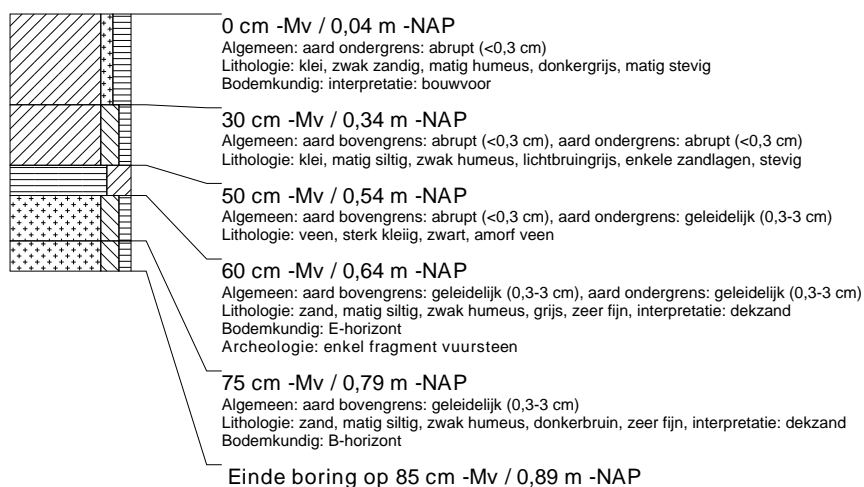 0 cm -Mv / 0,04 m -NAP
Algemeen: aard ondergrens: abrupt (<0,3 cm)
Lithologie: klei, zwak zandig, matig humeus, donkergrijs, matig stevig
Bodemkundig: interpretatie: bouwvoor
30 cm -Mv / 0,34 m -NAP
Algemeen: aard bovengrens: abrupt (<0,3 cm), aard ondergrens: abrupt (<0,3 cm)
Lithologie: klei, matig siltig, zwak humeus, lichtbruingrijs, enkele zandlagen, stevig
50 cm -Mv / 0,54 m -NAP
Algemeen: aard bovengrens: abrupt (<0,3 cm), aard ondergrens: geleidelijk (0,3-3 cm)
Lithologie: veen, sterk kleiig, zwart, amorf veen
60 cm -Mv / 0,64 m -NAP
Algemeen: aard bovengrens: geleidelijk (0,3-3 cm), aard ondergrens: geleidelijk (0,3-3 cm)
Lithologie: zand, matig siltig, zwak humeus, grijs, zeer fijn, interpretatie: dekzand
Bodemkundig: E-horizont
Archeologie: enkel fragment vuursteen
75 cm -Mv / 0,79 m -NAP
Algemeen: aard bovengrens: geleidelijk (0,3-3 cm)
Lithologie: zand, matig siltig, zwak humeus, donkerbruin, zeer fijn, interpretatie: dekzand
Bodemkundig: B-horizont
Einde boring op 85 cm -Mv / 0,89 m -NAP